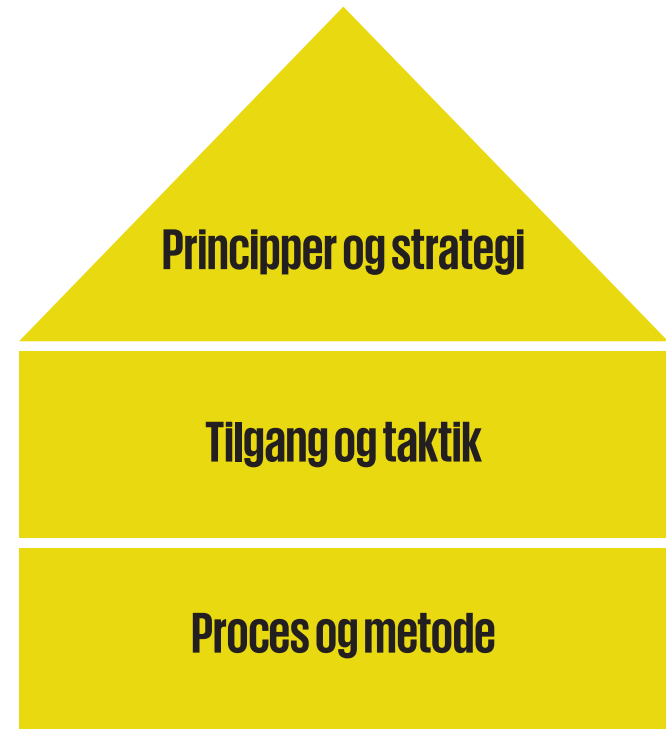 Principper og strategi
Tilgang og taktik
Proces og metode